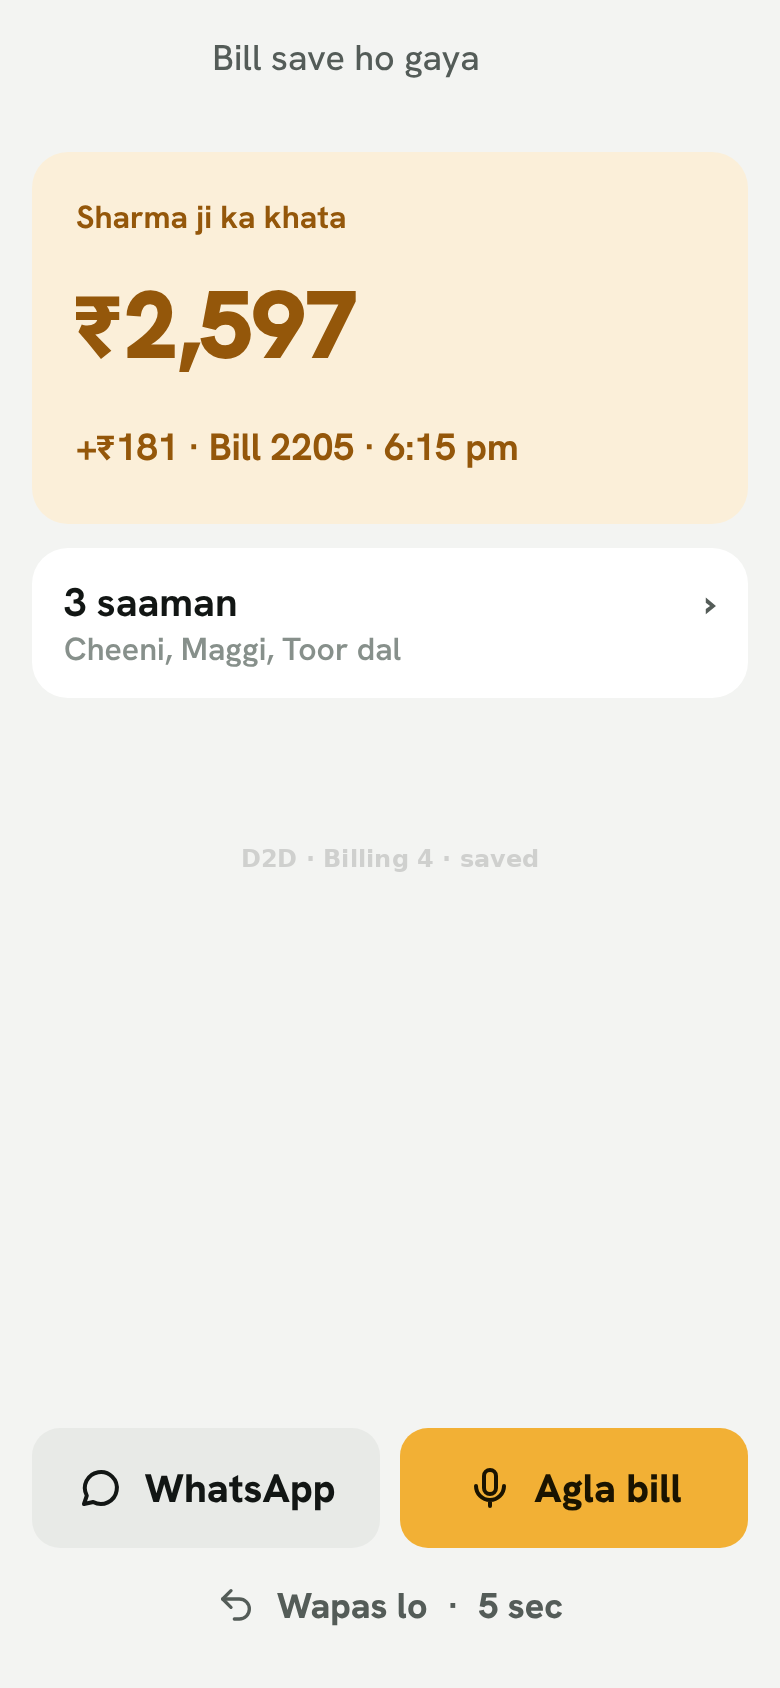 Bill save ho gaya
Sharma ji ka khata
₹2,597
+₹181 · Bill 2205 · 6:15 pm
3 saaman
Cheeni, Maggi, Toor dal
D2D · Billing 4 · saved
WhatsApp
Agla bill
Wapas lo · 5 sec